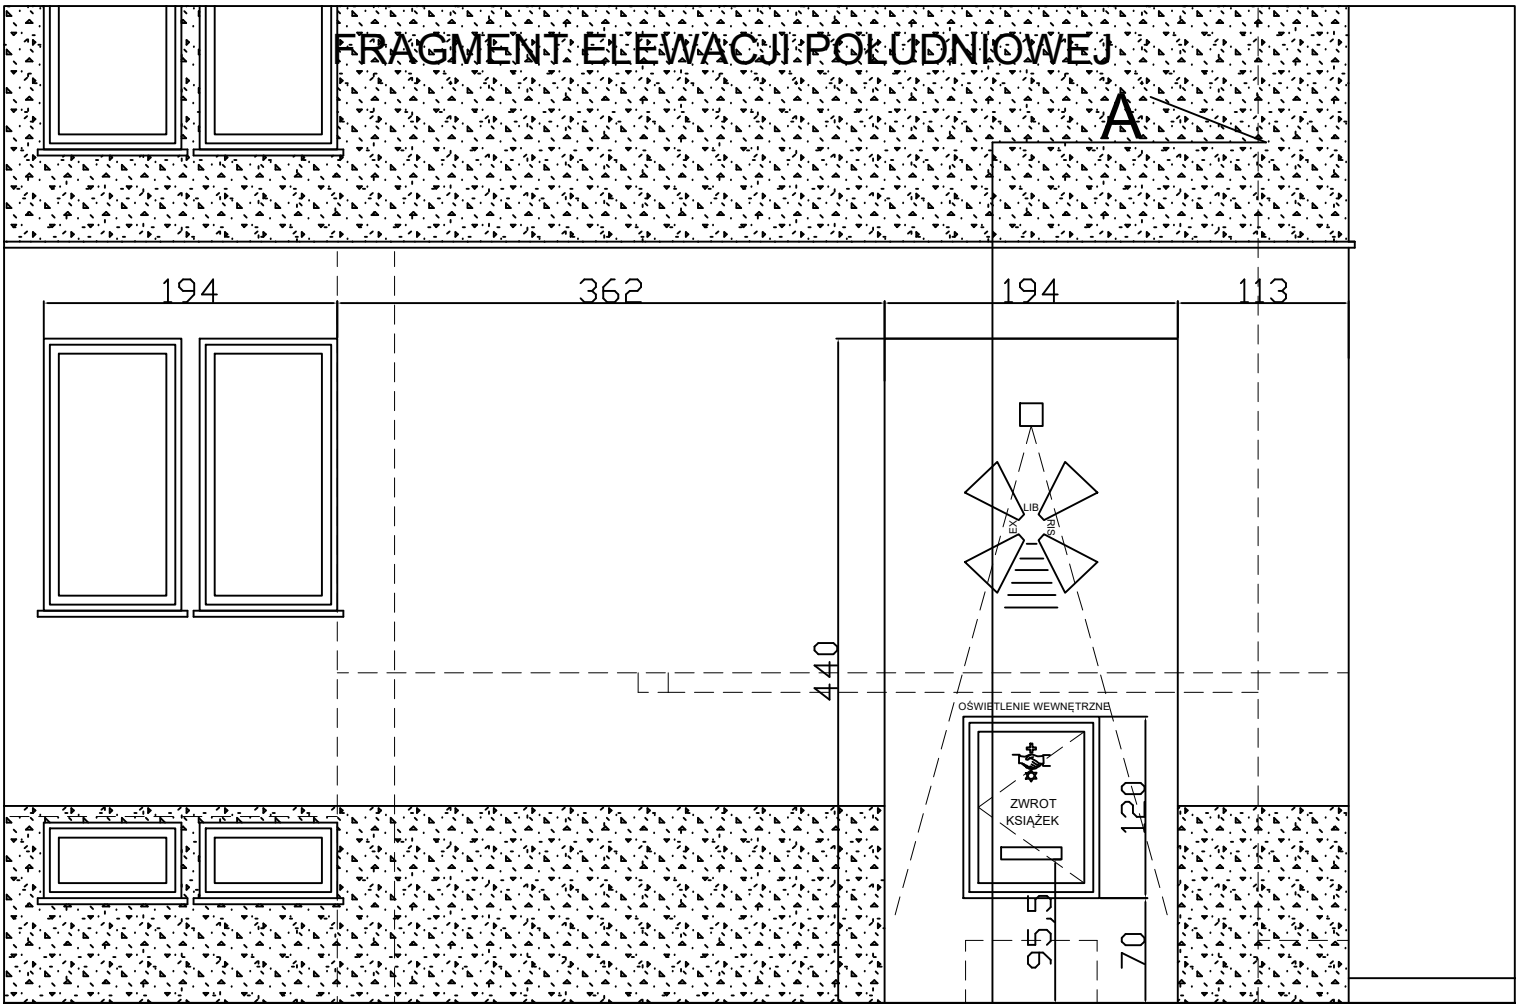 FRAGMENT ELEWACJI POŁUDNIOWEJ
A
194 362 194 113
LIB
EX RIS
440
OŚWIETLENIE WEWNĘTRZNE
ZWROT
KSIĄŻEK
120
95,5
70